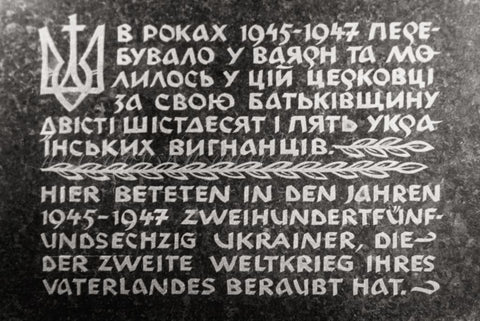 В РОКАХ 1945-1947 ПЕРЕ-
БУВАЛО У ВАЯРН ТА МО-
ЛИЛОСЬ У ЦІЙ ЦЕРКОВЦІ
ЗА СВОЮ БАТЬКІВЩИНУ
ДВІСТІ ШІСТДЕСЯТ І ПЯТЬ УКРА-
ЇНСЬКИХ ВИГНАНЦІВ.
HIER BETETEN IN DEN JAHREN
1945-1947 ZWEIHUNDERTFÜNF-
UNDSECHZIG UKRAINER, DIE
DER ZWEITE WELTKRIEG IHRES
VATERLANDES BERAUBT HAT.